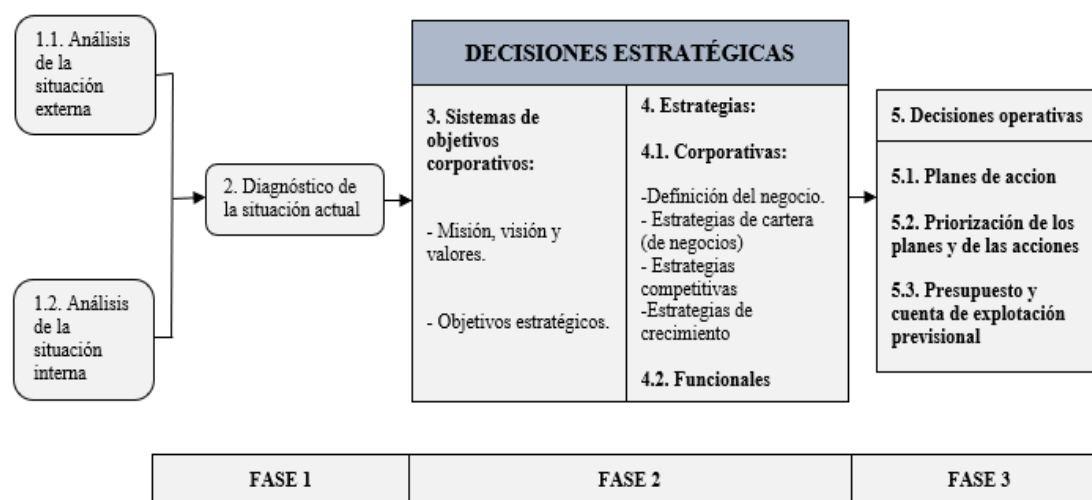 1.1. Análisis
de la
situación
externa
1.2. Análisis
de la
situación
interna
2. Diagnóstico de
la situación actual
DECISIONES ESTRATÉGICAS
3. Sistemas de
objetivos
corporativos:
- Misión, visión y
valores.
- Objetivos estratégicos.
4. Estrategias:
4.1. Corporativas:
-Definición del negocio.
- Estrategias de cartera
(de negocios)
- Estrategias
competitivas
-Estrategias de
crecimiento
4.2. Funcionales
5. Decisiones operativas
5.1. Planes de accion
5.2. Priorización de los
planes y de las acciones
5.3. Presupuesto y
cuenta de explotación
previsional
FASE 1
FASE 2
FASE 3